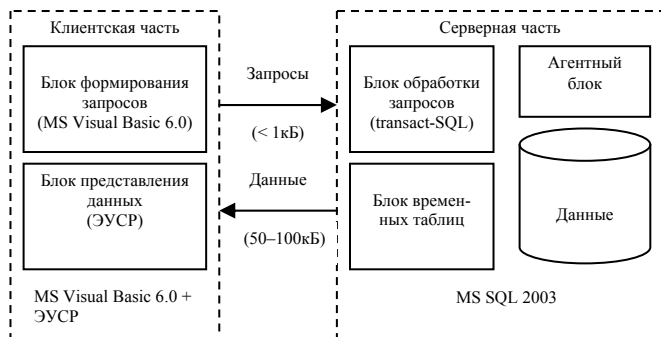 Клиентская часть
Блок формирования
запросов
(MS Visual Basic 6.0)
Блок представления
данных
(ЭУСР)
MS Visual Basic 6.0 +
ЭУСР
Запросы
(< 1кБ)
Данные
(50–100кБ)
Серверная часть
Блок обработки
запросов
(transact-SQL)
Агентный
блок
Блок времен-
ных таблиц
Данные
MS SQL 2003